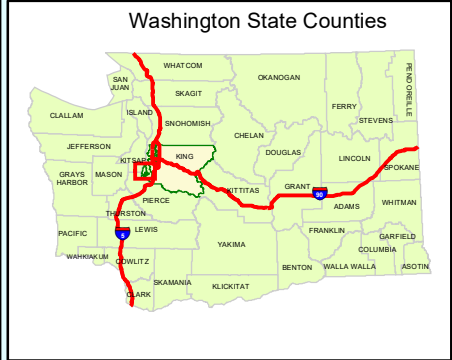 Washington State Counties
WHATCOM
SAN
JUAN
SKAGIT
ISLAND
SNOHOMISH
CLALLAM
JEFFERSON
KITSAP
KING
GRAYS
HARBOR
MASON
PIERCE
THURSTON
PACIFIC
LEWIS
WAHKIAKUM
COWLITZ
CLARK
SKAMANIA
OKANOGAN
CHELAN
DOUGLAS
KITTITAS
GRANT
YAKIMA
KLICKITAT
BENTON
FERRY
STEVENS
PEND OREILLE
LINCOLN
SPOKANE
ADAMS
WHITMAN
FRANKLIN
GARFIELD
COLUMBIA
WALLA WALLA
ASOTIN
5
90